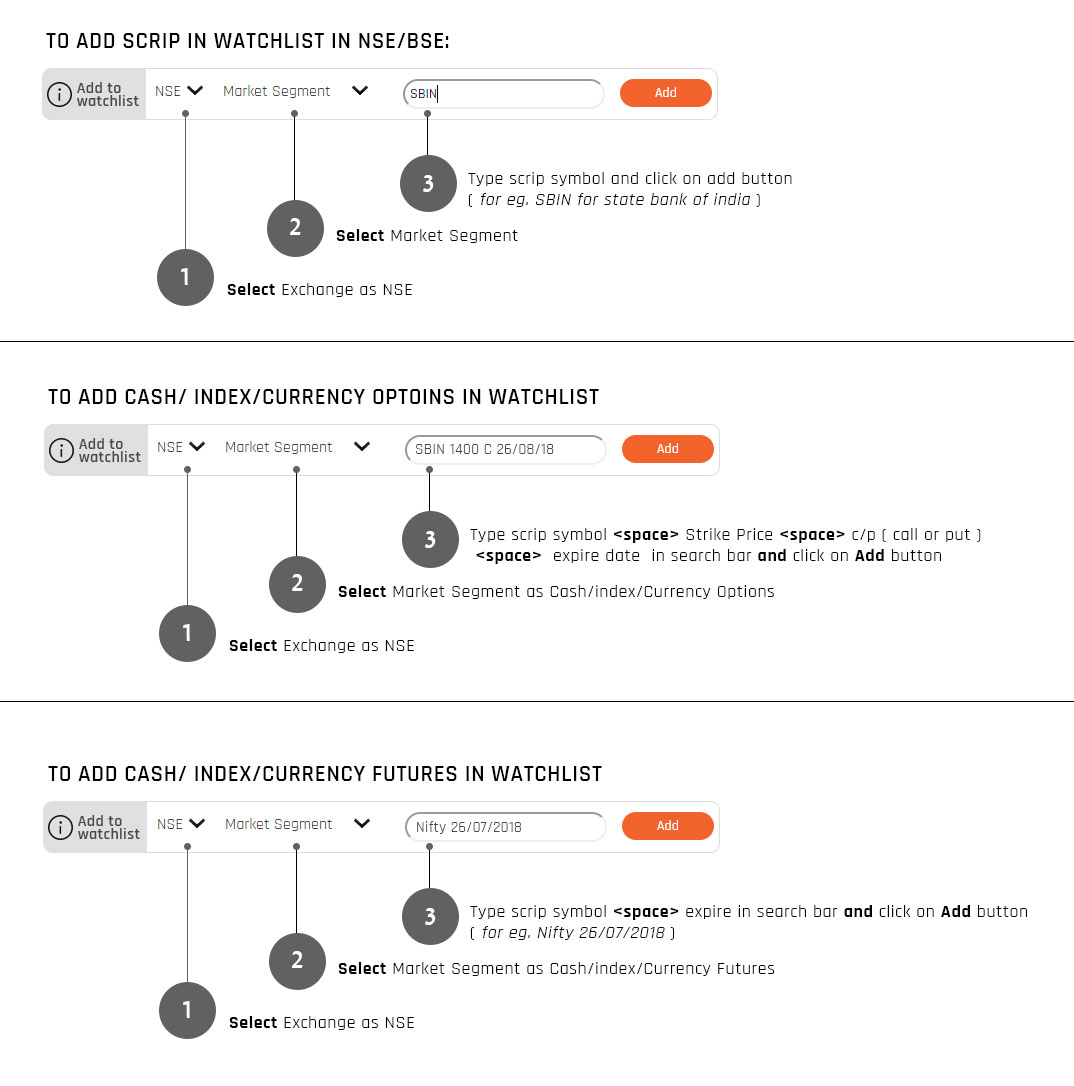 TO ADD SCRIP IN WATCHLIST IN NSE/BSE:
Add to
watchlist
NSE
Market Segment
SBIN
Add
3
Type scrip symbol and click on add button
( for eg. SBIN for state bank of india )
2
Select Market Segment
1
Select Exchange as NSE
TO ADD CASH/ INDEX/CURRENCY OPTOINS IN WATCHLIST
Add to
watchlist
NSE
Market Segment
SBIN 1400 C 26/08/18
Add
3
Type scrip symbol <space> Strike Price <space> c/p ( call or put )
<space> expire date in search bar and click on Add button
2
Select Market Segment as Cash/index/Currency Options
1
Select Exchange as NSE
TO ADD CASH/ INDEX/CURRENCY FUTURES IN WATCHLIST
Add to
watchlist
NSE
Market Segment
Nifty 26/07/2018
Add
3
Type scrip symbol <space> expire in search bar and click on Add button
( for eg. Nifty 26/07/2018 )
2
Select Market Segment as Cash/index/Currency Futures
1
Select Exchange as NSE